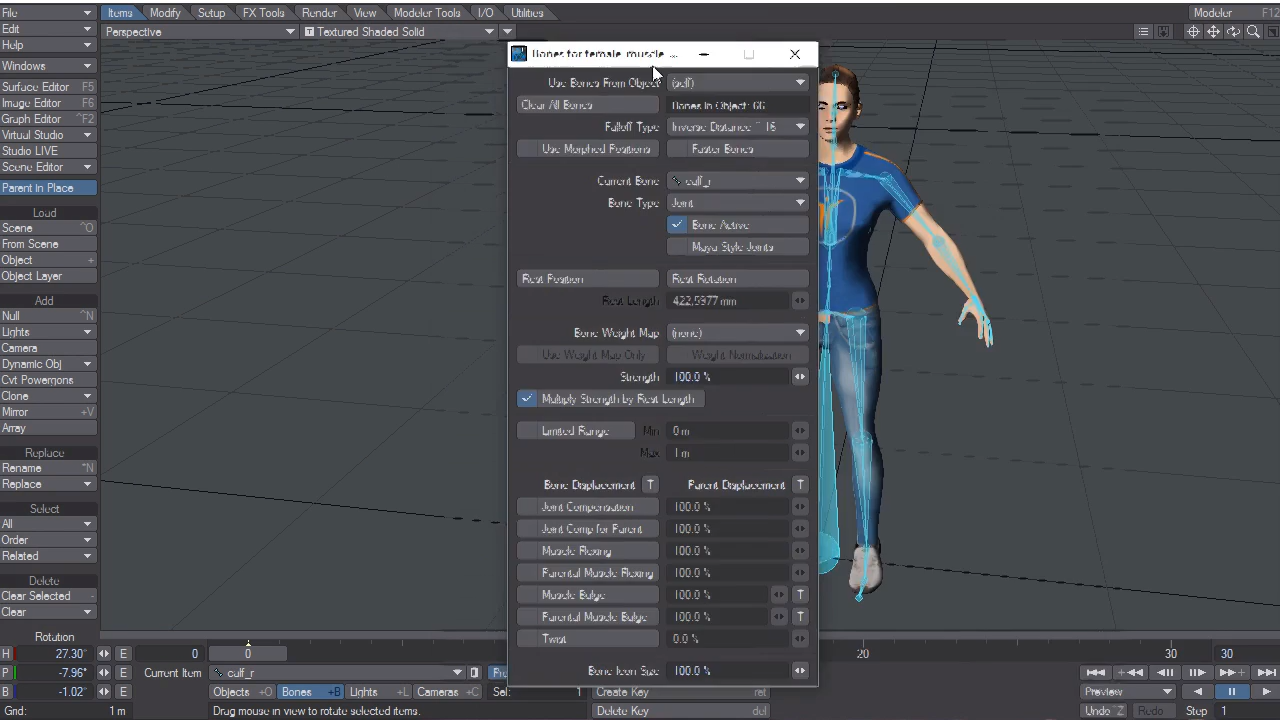 File
Items Modify Setup FX Tools Render View Modeler Tools I/O Utilities
Modeler F12
Edit
Perspective
Textured Shaded Solid
Help
Windows
Surface Editor F5
Image Editor F6
Graph Editor ^F2
Virtual Studio
Studio LIVE
Scene Editor
Parent in Place
Load
Scene ^O
From Scene
Object +
Object Layer
Add
Null ^N
Lights
Camera
Dynamic Obj
Cvt Powergons
Clone
Mirror +V
Array
Replace
Rename ^N
Replace
Select
All
Order
Related
Delete
Clear Selected -
Clear
Bones for female_muscle ...
Use Bones From Object (self)
Clear All Bones Bones in Object: 66
Falloff Type Inverse Distance ^ 16
Use Morphed Positions Faster Bones
Current Bone calf_r
Bone Type Joint
Bone Active
Maya Style Joints
Rest Position Rest Rotation
Rest Length 422.5977 mm
Bone Weight Map (none)
Use Weight Map Only Weight Normalization
Strength 100.0 %
Multiply Strength by Rest Length
Limited Range Min 0 m
Max 1 m
Bone Displacement T Parent Displacement T
Joint Compensation 100.0 %
Joint Comp for Parent 100.0 %
Muscle Flexing 100.0 %
Parental Muscle Flexing 100.0 %
Muscle Bulge 100.0 % T
Parental Muscle Bulge 100.0 % T
Twist 0.0 %
Bone Icon Size 100.0 %
Rotation
H 27.30° E
P -7.96° E
B -1.02° E
Grid: 1 m
0 0 20 30 30
Current Item calf_r
Objects +O Bones +B Lights +L Cameras +C Sel: 1
Create Key ret
Drag mouse in view to rotate selected items.
Delete Key del
Preview
Undo ^Z Redo Step 1